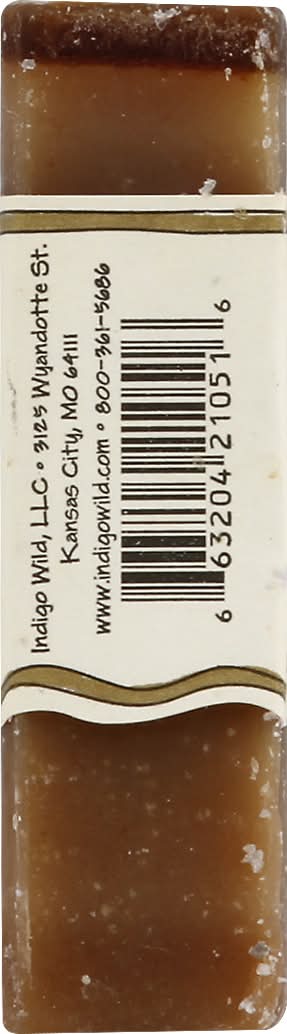 Indigo Wild, LLC • 3125 Wyandotte St.
Kansas City, MO 64111
www.indigowild.com • 800-361-5686
6 63204 21051 6